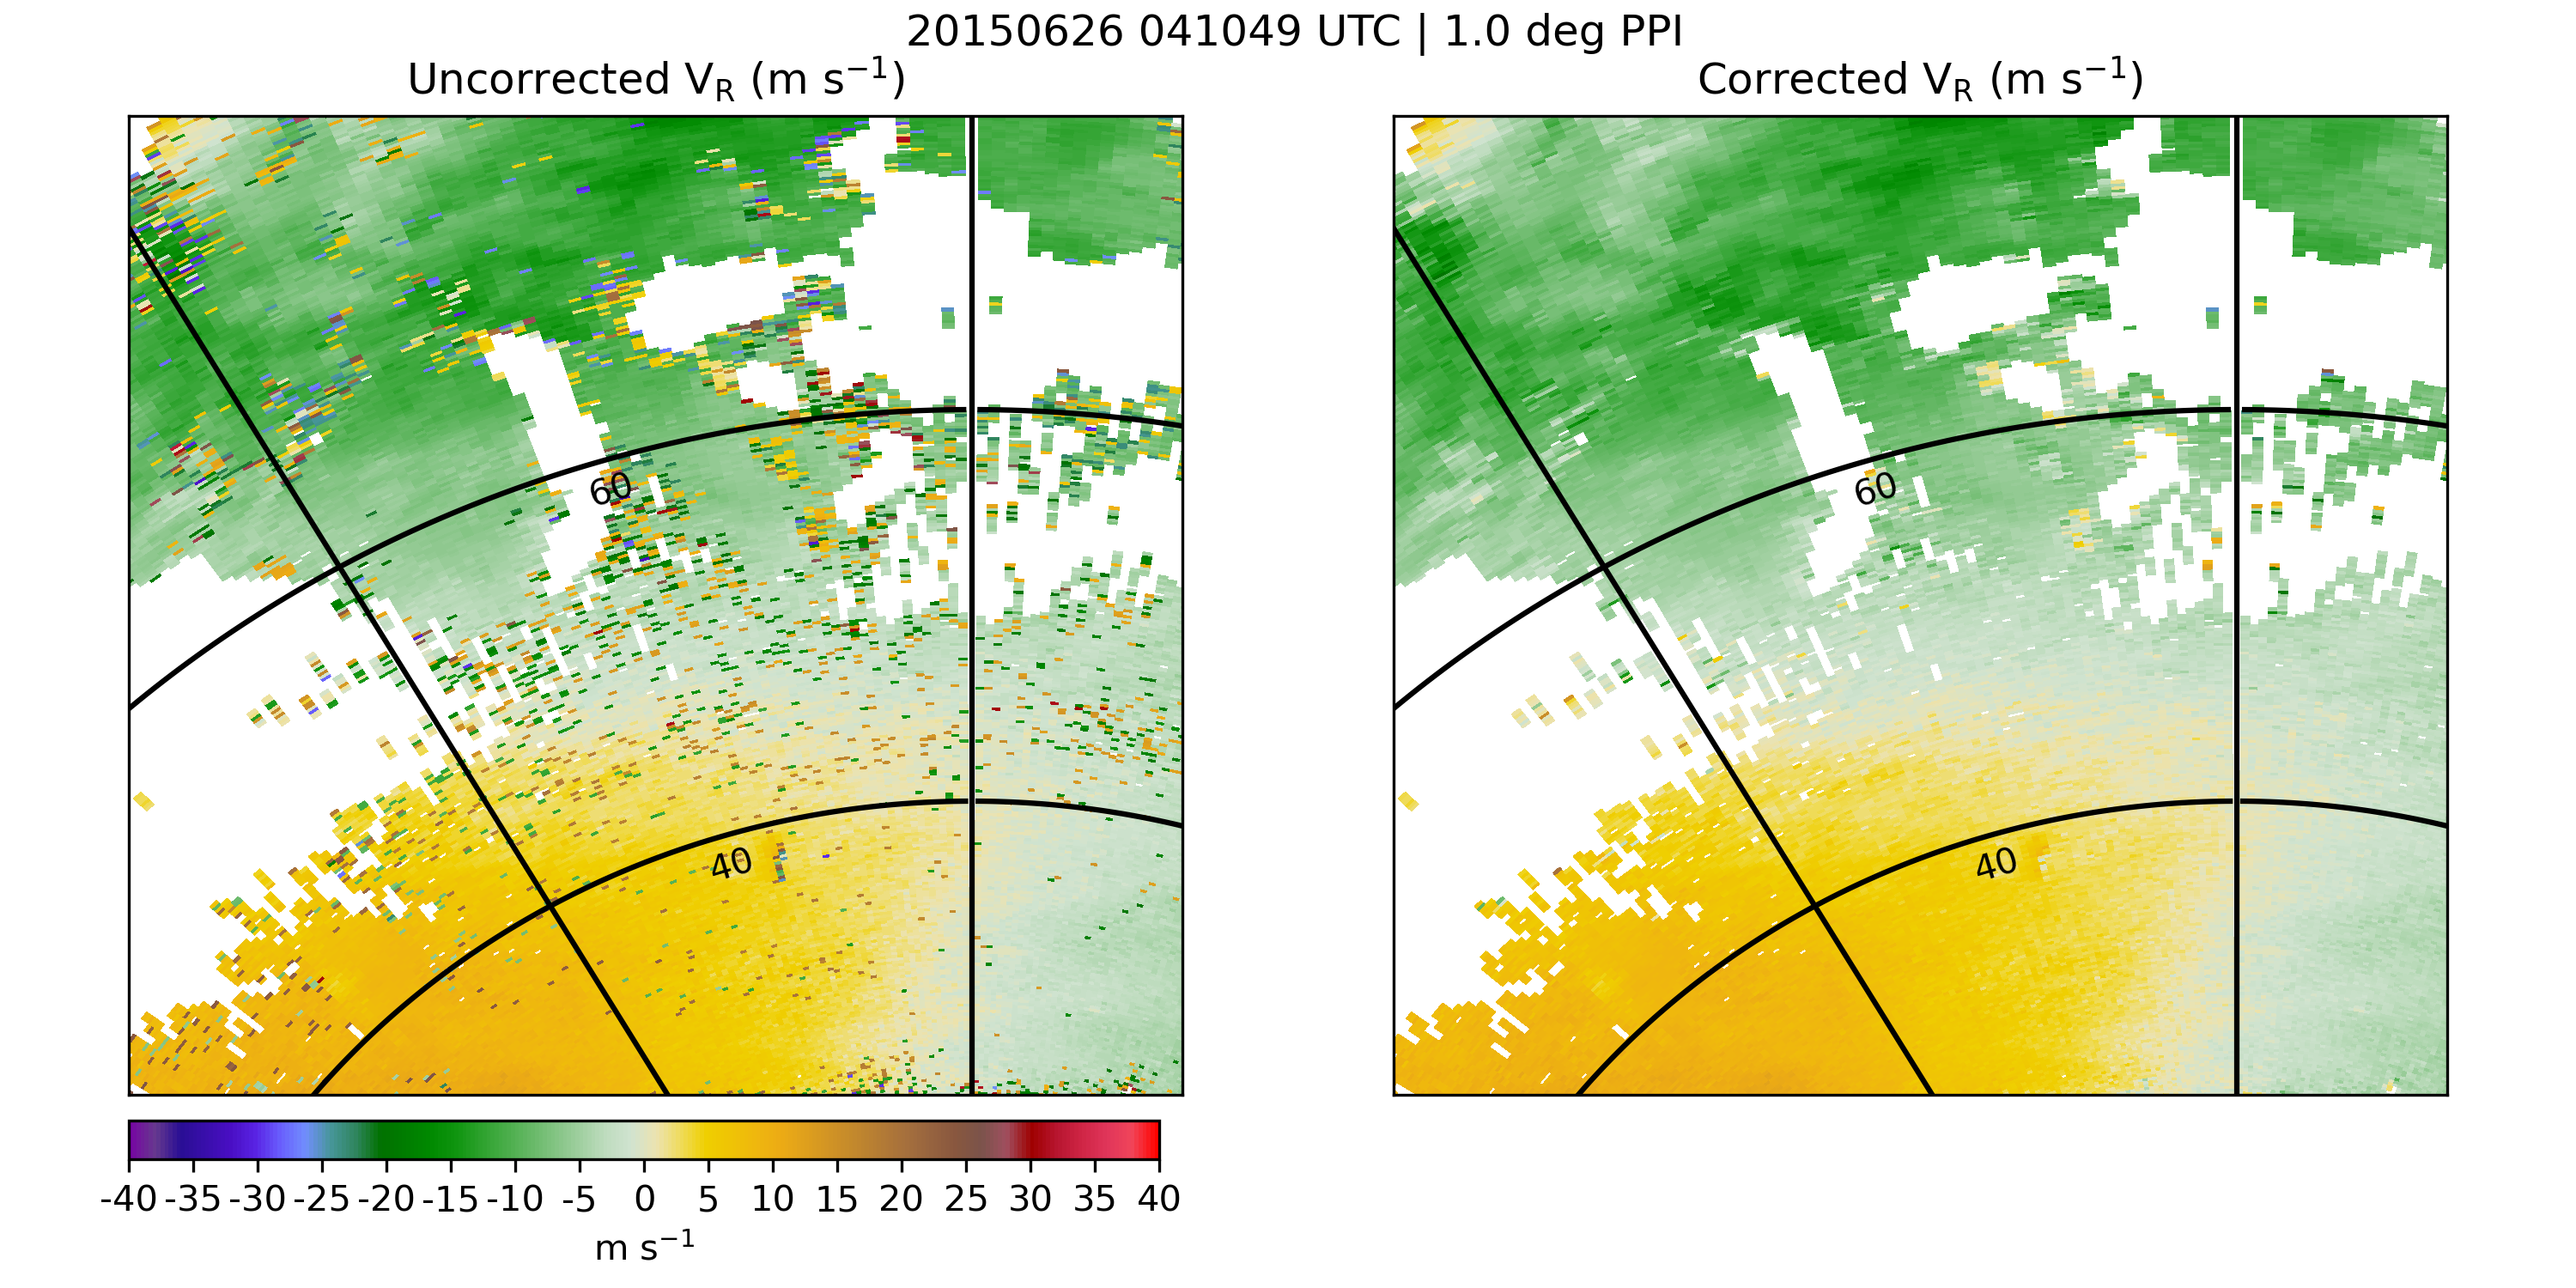 20150626 041049 UTC | 1.0 deg PPI
Uncorrected V_R (m s⁻¹)
Corrected V_R (m s⁻¹)
60
40
60
40
-40 -35 -30 -25 -20 -15 -10 -5 0 5 10 15 20 25 30 35 40
m s⁻¹